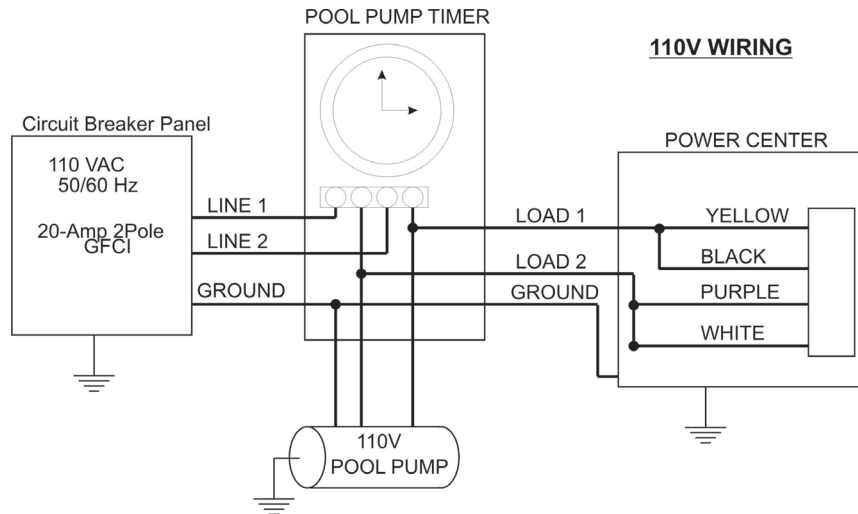 POOL PUMP TIMER
110V WIRING
Circuit Breaker Panel
110 VAC
50/60 Hz
20-Amp 2Pole
GFCI
LINE 1
LINE 2
GROUND
POWER CENTER
LOAD 1
LOAD 2
GROUND
YELLOW
BLACK
PURPLE
WHITE
110V
POOL PUMP